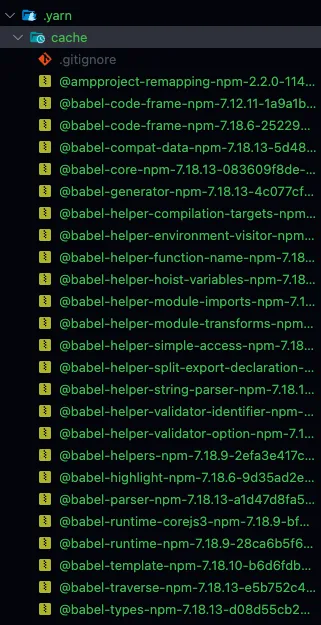 .yarn
cache
.gitignore
@ampproject-remapping-npm-2.2.0-114...
@babel-code-frame-npm-7.12.11-1a9a1b...
@babel-code-frame-npm-7.18.6-25229...
@babel-compat-data-npm-7.18.13-5d48...
@babel-core-npm-7.18.13-083609f8de-...
@babel-generator-npm-7.18.13-4c077cf...
@babel-helper-compilation-targets-npm...
@babel-helper-environment-visitor-npm...
@babel-helper-function-name-npm-7.18...
@babel-helper-hoist-variables-npm-7.18...
@babel-helper-module-imports-npm-7.1...
@babel-helper-module-transforms-npm...
@babel-helper-simple-access-npm-7.18...
@babel-helper-split-export-declaration-...
@babel-helper-string-parser-npm-7.18.1...
@babel-helper-validator-identifier-npm-...
@babel-helper-validator-option-npm-7.1...
@babel-helpers-npm-7.18.9-2efa3e417c...
@babel-highlight-npm-7.18.6-9d35ad2e...
@babel-parser-npm-7.18.13-a1d47d8fa5...
@babel-runtime-corejs3-npm-7.18.9-bf...
@babel-runtime-npm-7.18.9-28ca6b5f6...
@babel-template-npm-7.18.10-b6d6fdb...
@babel-traverse-npm-7.18.13-e5b752c4...
@babel-types-npm-7.18.13-d08d55cb2...